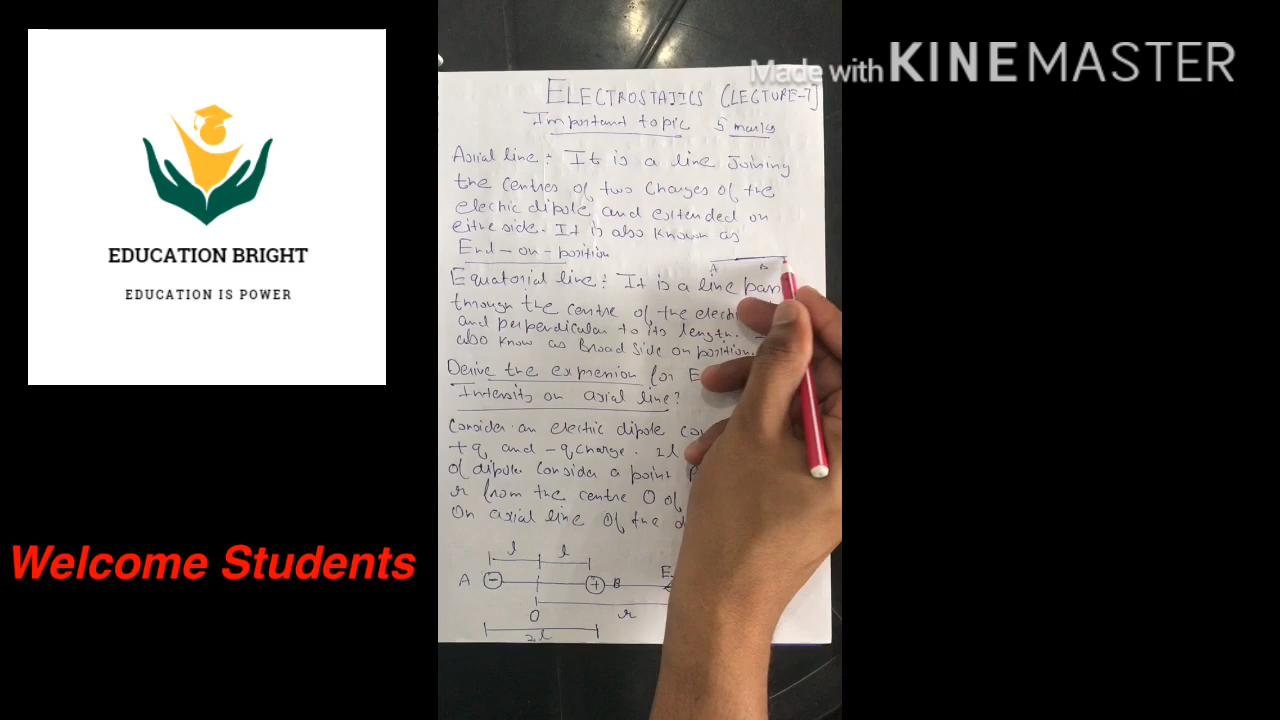 Made with KINEMASTER
EDUCATION BRIGHT
EDUCATION IS POWER
Welcome Students
ELECTROSTATICS (LECTURE-7)
Important topic 5 marks
Axial line : It is a line Joining
the centres of two Charges of the
electric dipole and extended on
either side. It is also known as
End-on-position
A B
Equatorial line : It is a line pass
through the centre of the electr
and perpendicular to its length.
also know as Broad side on position.
Derive the expression for E
Intensity on axial line?
Consider an electric dipole co
+q and -q charge. 2l
of dipole Consider a point P
r from the centre O of
On axial line of the d
l l
A - + B E
O r
2l